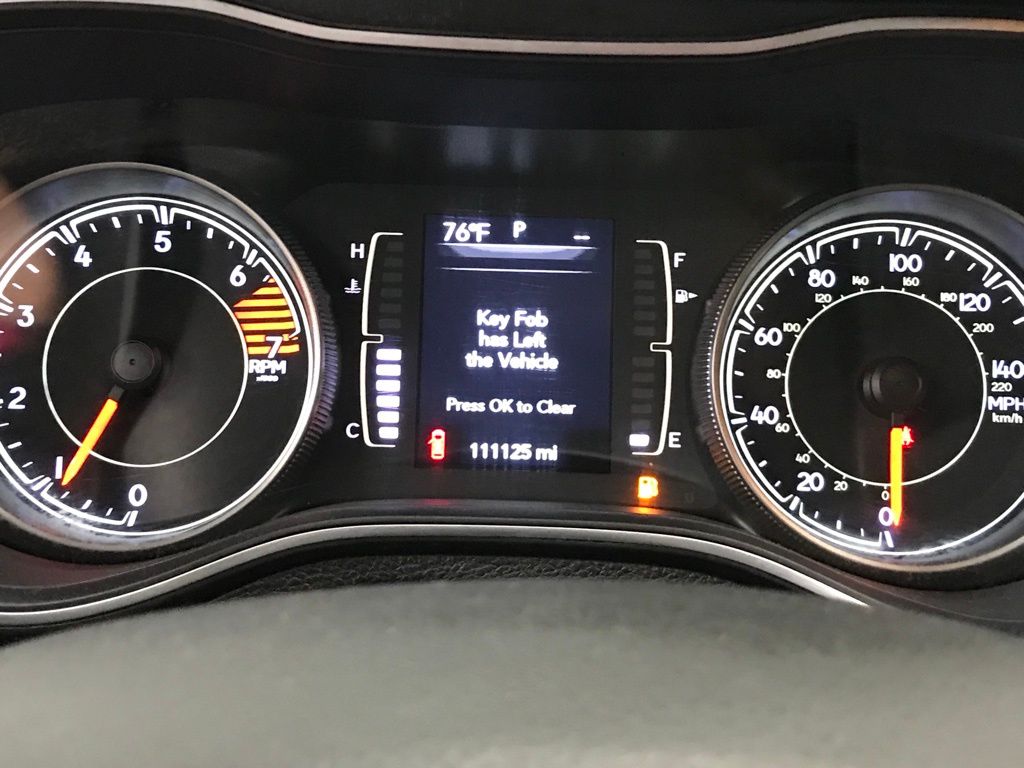 76°F P --
Key Fob
has Left
the Vehicle
Press OK to Clear
111125 mi
H
C
F
E
0
1
2
3
4
5
6
7
RPM
x1000
0
20
40
60
80
100
120
140
MPH
km/h
0
20
40
60
80
100
120
140
160
180
200
220